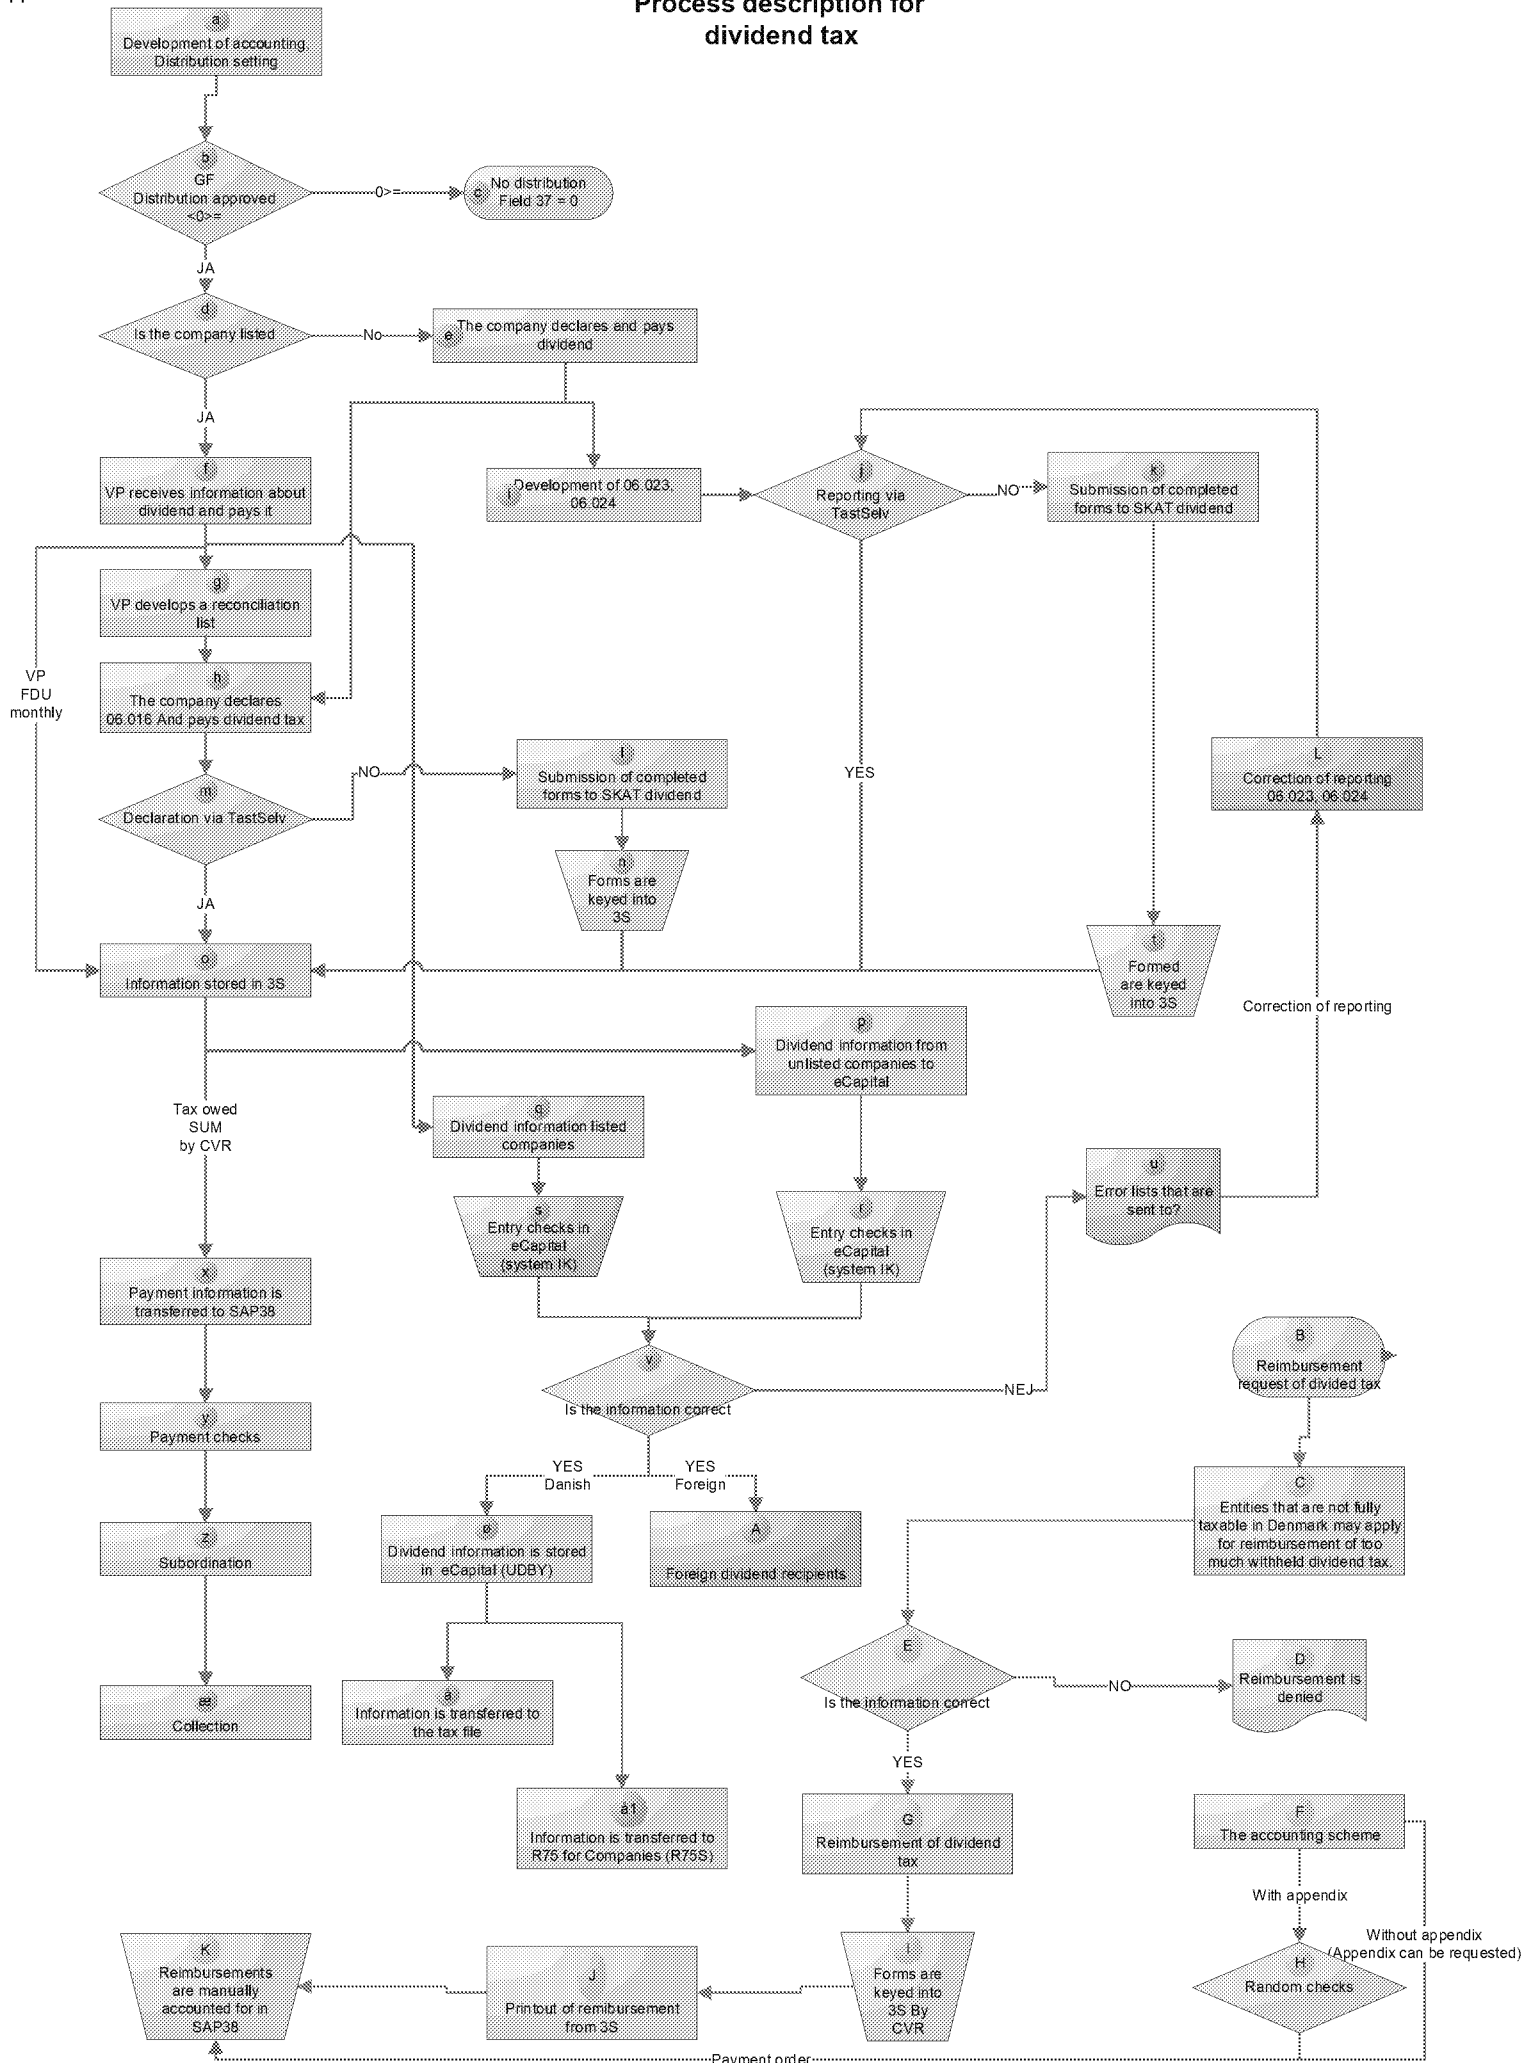 Process description for
dividend tax
a
Development of accounting,
Distribution setting
b
GF
Distribution approved
<0>=
0>=
c
No distribution
Field 37 = 0
JA
d
Is the company listed
No
e
The company declares and pays
dividend
JA
f
VP receives information about
dividend and pays it
i
Development of 06.023,
06.024
j
Reporting via
TastSelv
NO
k
Submission of completed
forms to SKAT dividend
g
VP develops a reconciliation
list
VP
FDU
monthly
h
The company declares
06.016 And pays dividend tax
NO
l
Submission of completed
forms to SKAT dividend
YES
L
Correction of reporting
06.023, 06.024
m
Declaration via TastSelv
n
Forms are
keyed into
3S
JA
o
Information stored in 3S
t
Formed
are keyed
into 3S
Correction of reporting
p
Dividend information from
unlisted companies to
eCapital
Tax owed
SUM
by CVR
q
Dividend information listed
companies
u
Error lists that are
sent to?
s
Entry checks in
eCapital
(system IK)
r
Entry checks in
eCapital
(system IK)
x
Payment information is
transferred to SAP38
B
Reimbursement
request of divided tax
v
Is the information correct
NEJ
y
Payment checks
YES
Danish
YES
Foreign
C
Entities that are not fully
taxable in Denmark may apply
for reimbursement of too
much withheld dividend tax.
z
Subordination
ø
Dividend information is stored
in eCapital (UDBY)
A
Foreign dividend recipients
E
Is the information correct
NO
D
Reimbursement is
denied
æ
Collection
å
Information is transferred to
the tax file
YES
å1
Information is transferred to
R75 for Companies (R75S)
G
Reimbursement of dividend
tax
F
The accounting scheme
With appendix
Without appendix
(Appendix can be requested)
K
Reimbursements
are manually
accounted for in
SAP38
J
Printout of remibursement
from 3S
I
Forms are
keyed into
3S By
CVR
H
Random checks
Payment order